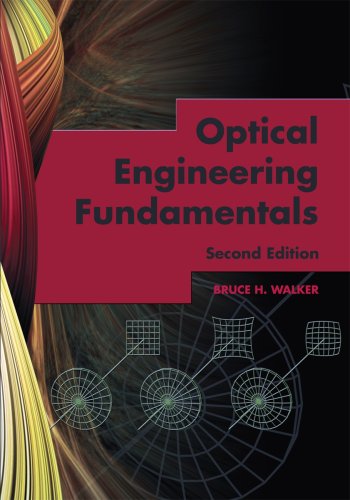 Optical
Engineering
Fundamentals
Second Edition
BRUCE H. WALKER